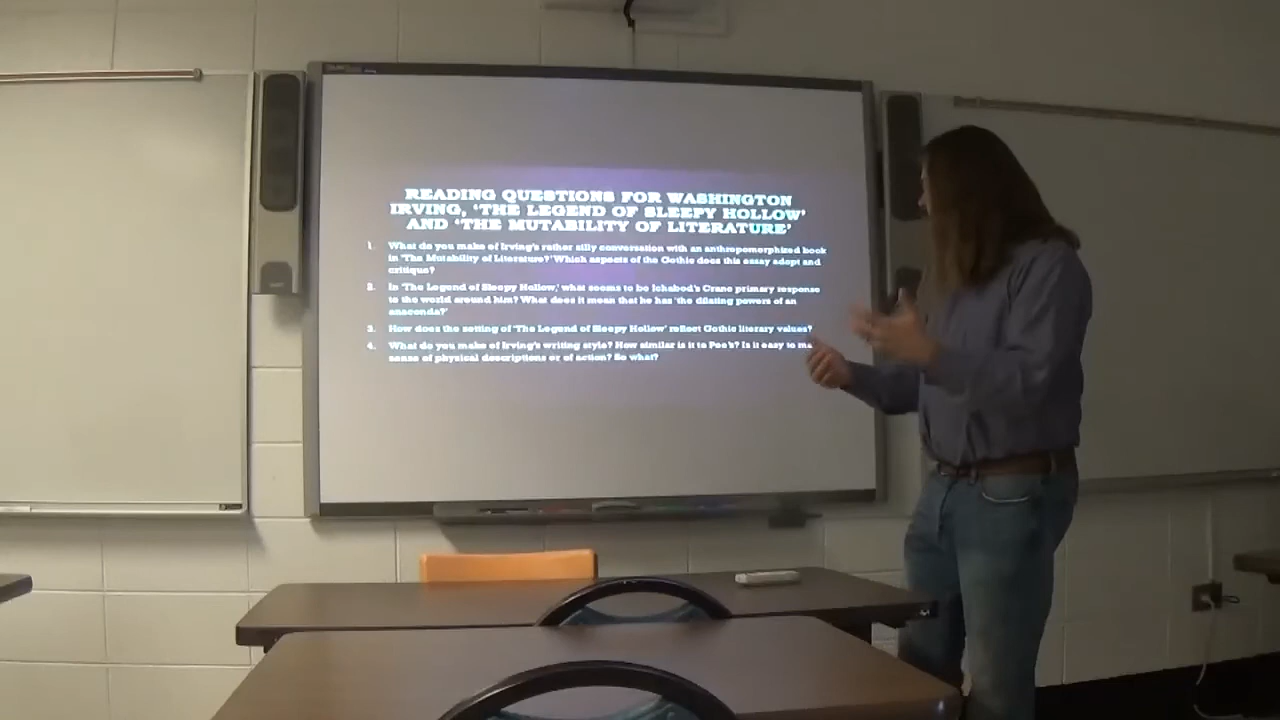 READING QUESTIONS FOR WASHINGTON
IRVING, ‘THE LEGEND OF SLEEPY HOLLOW’
AND ‘THE MUTABILITY OF LITERATURE’
1. What do you make of Irving's rather silly conversation with an anthropomorphized book
in 'The Mutability of Literature?' Which aspects of the Gothic does this essay adopt and
critique?
2. In 'The Legend of Sleepy Hollow,' what seems to be Ichabod's Crane primary response
to the world around him? What does it mean that he has 'the dilating powers of an
anaconda?'
3. How does the setting of 'The Legend of Sleepy Hollow' reflect Gothic literary values?
4. What do you make of Irving's writing style? How similar is it to Poe's? Is it easy to ma
sense of physical descriptions or of action? So what?